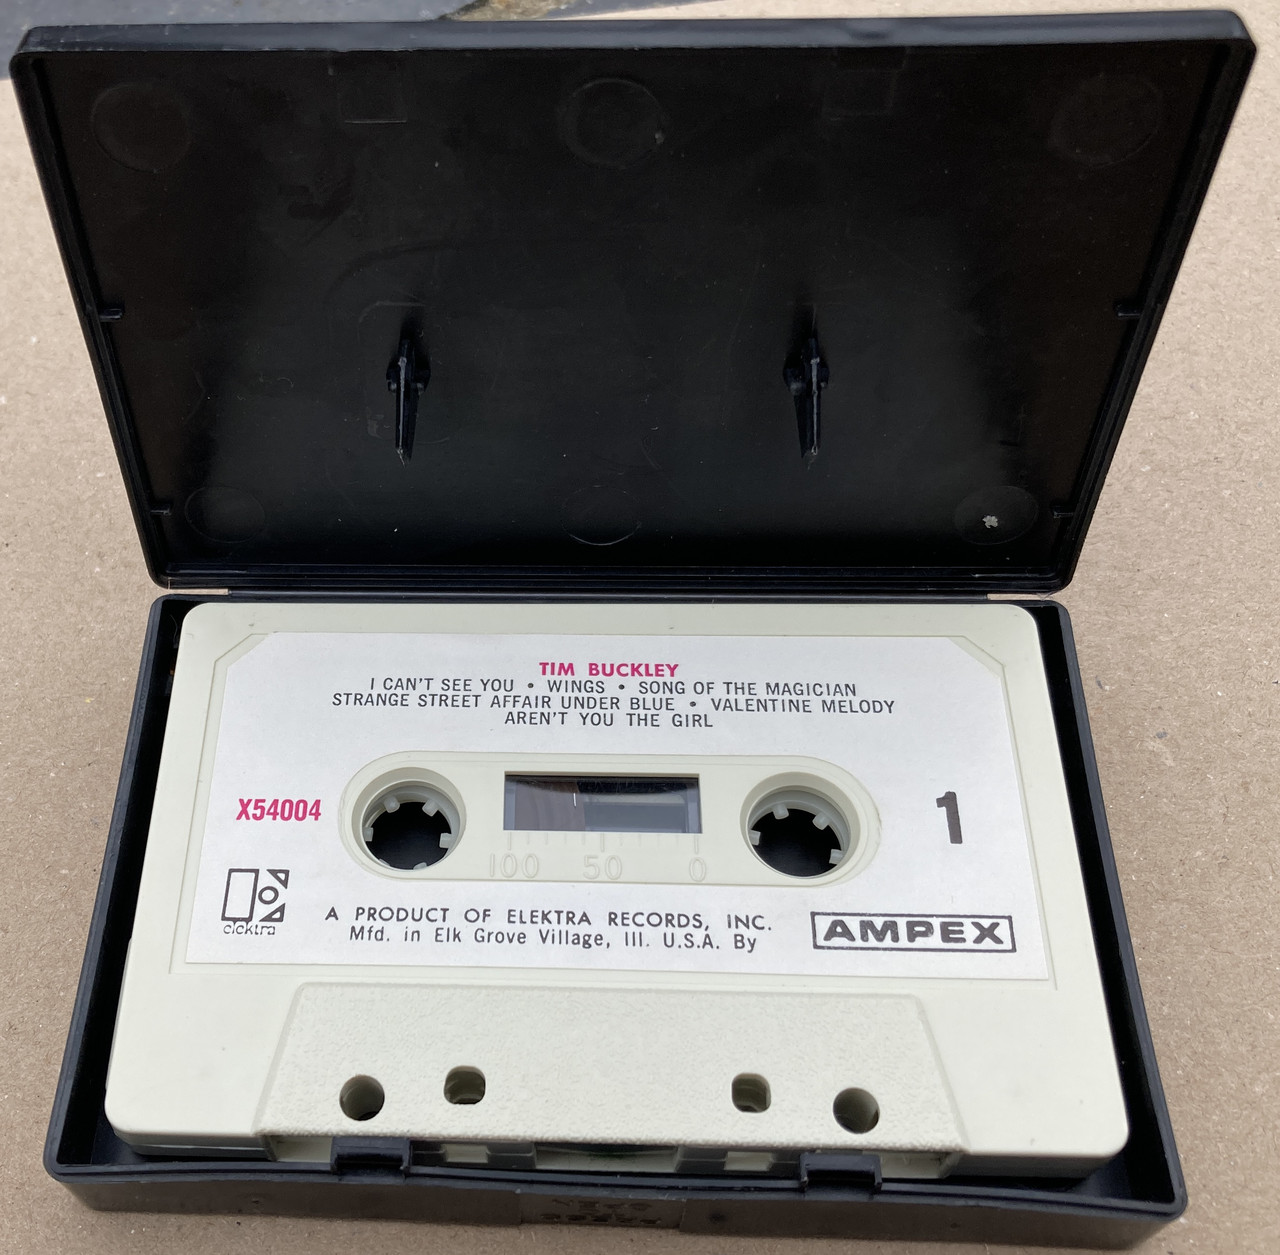 TIM BUCKLEY
I CAN'T SEE YOU • WINGS • SONG OF THE MAGICIAN
STRANGE STREET AFFAIR UNDER BLUE • VALENTINE MELODY
AREN'T YOU THE GIRL
X54004
1
100 50 0
elektra
A PRODUCT OF ELEKTRA RECORDS, INC.
Mfd. in Elk Grove Village, Ill. U.S.A. By
AMPEX